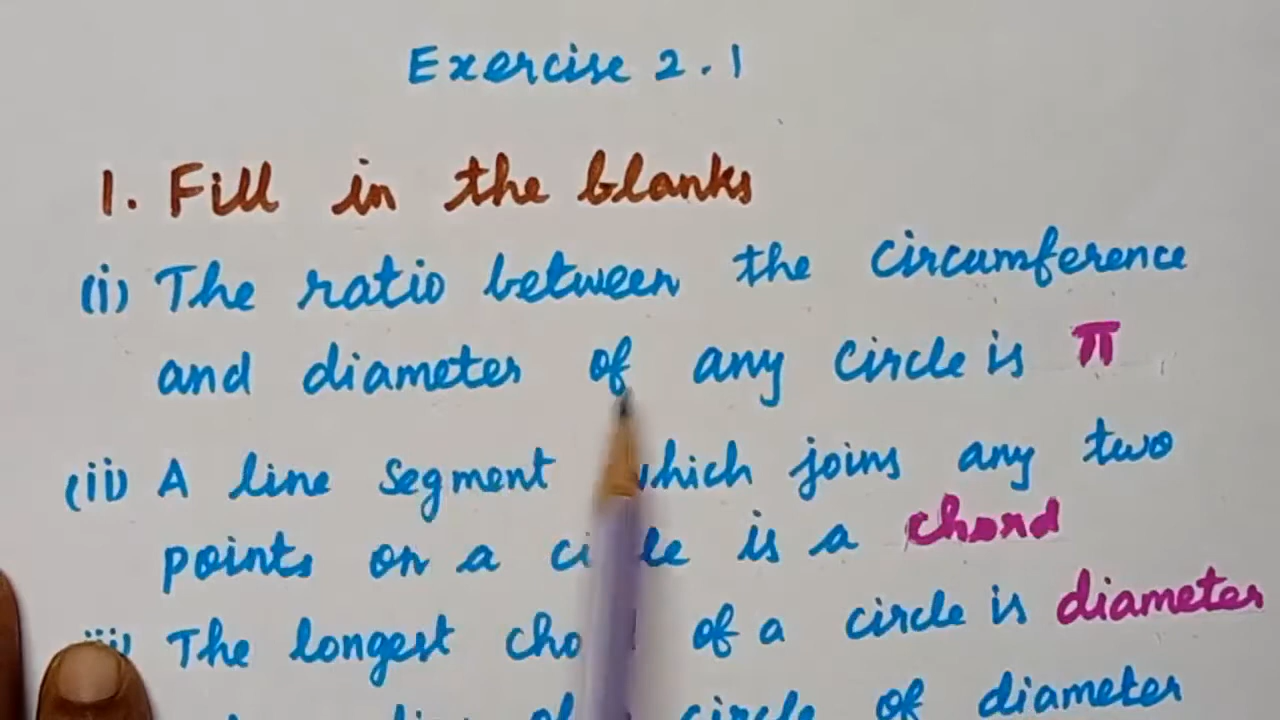 Exercise 2.1
1. Fill in the blanks
(i) The ratio between the circumference
and diameter of any circle is π
(ii) A line segment which joins any two
points on a circle is a chord
The longest chord of a circle is diameter
circle of diameter